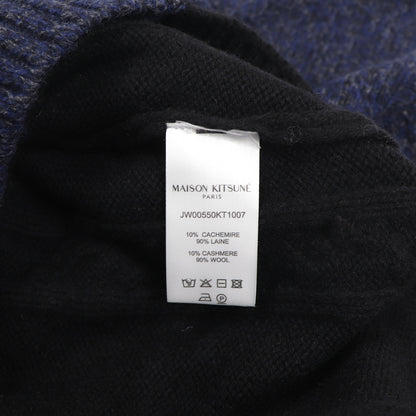 MAISON KITSUNÉ
PARIS
JW00550KT1007
10% CACHEMIRE
90% LAINE
10% CASHMERE
90% WOOL